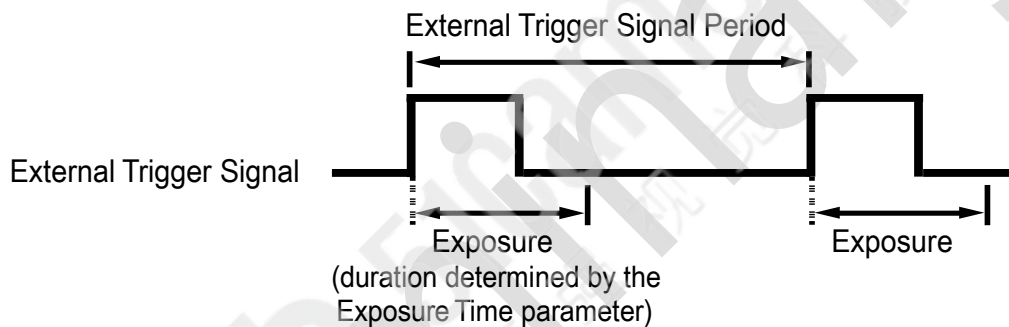 External Trigger Signal Period
External Trigger Signal
Exposure
(duration determined by the
Exposure Time parameter)
Exposure